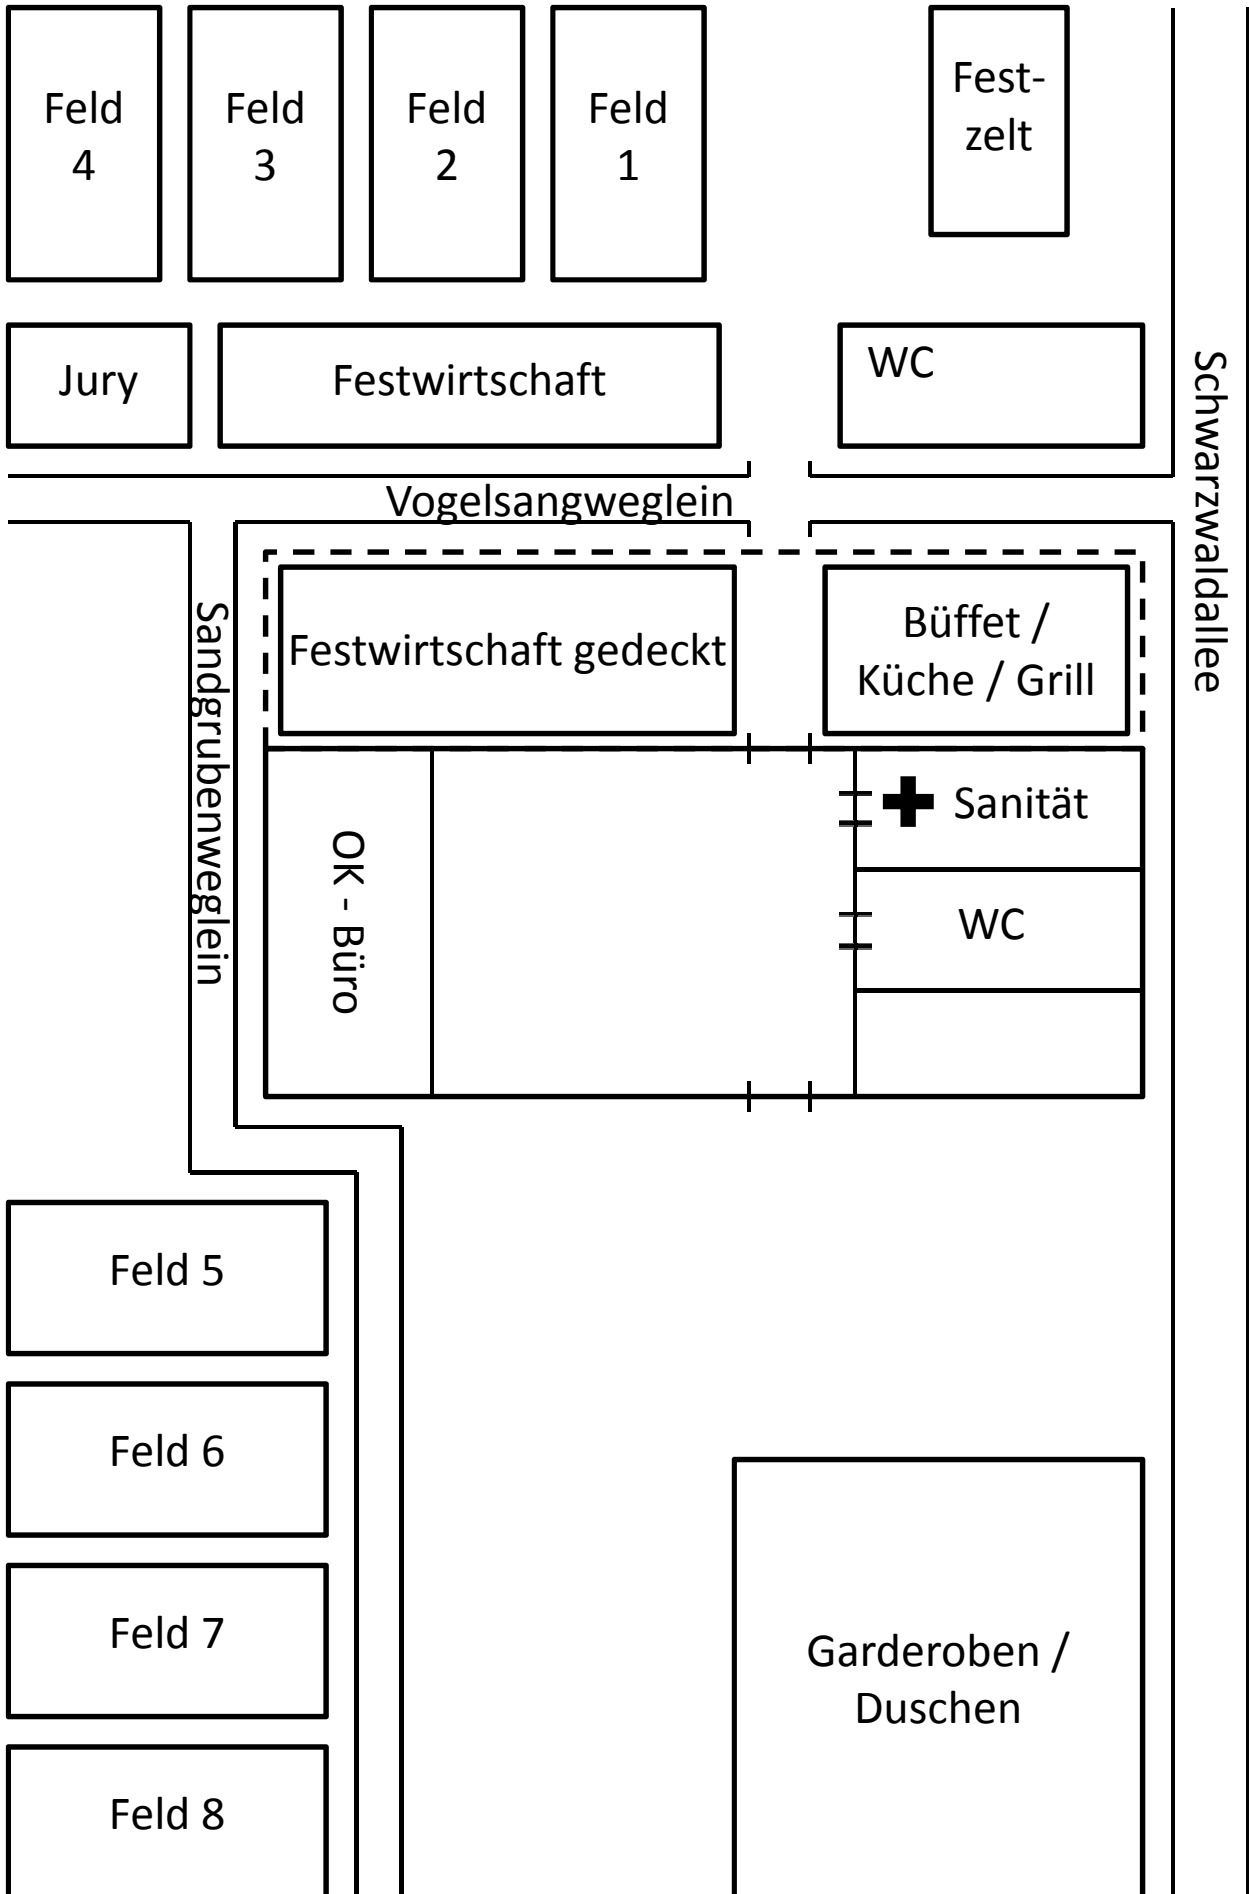 Feld
4
Feld
3
Feld
2
Feld
1
Fest-
zelt
Jury
Festwirtschaft
WC
Schwarzwaldallee
Vogelsangweglein
Sandgrubenweglein
Festwirtschaft gedeckt
Büffet /
Küche / Grill
OK - Büro
Sanität
WC
Feld 5
Feld 6
Feld 7
Feld 8
Garderoben /
Duschen